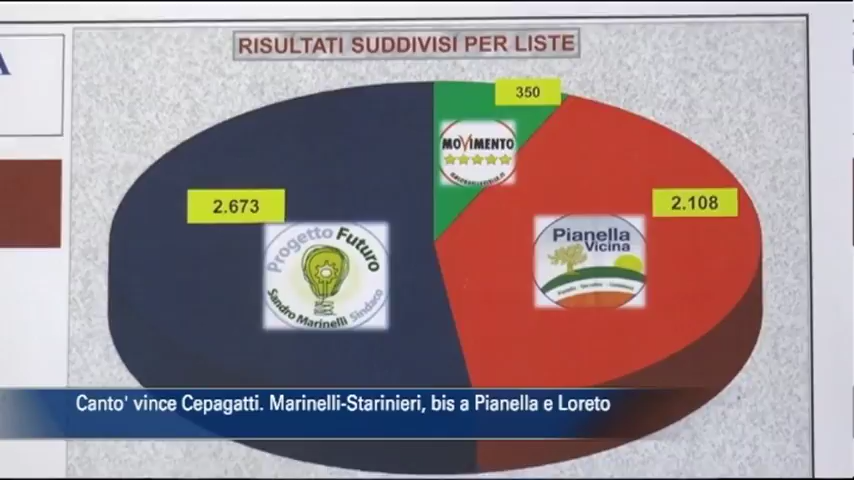 A
RISULTATI SUDDIVISI PER LISTE
350
MOVIMENTO
2.673
2.108
Progetto Futuro
Sandro Marinelli Sindaco
Pianella
Vicina
Canto' vince Cepagatti. Marinelli-Starinieri, bis a Pianella e Loreto